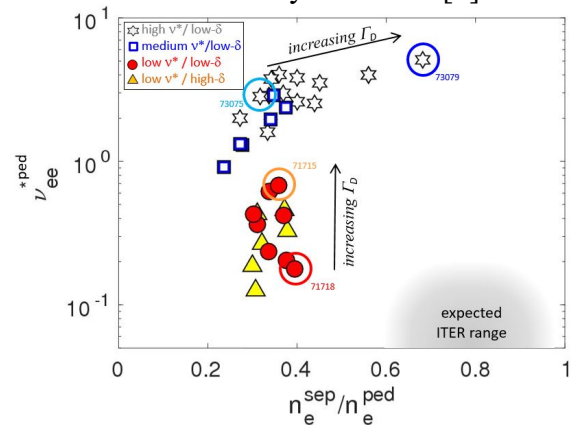 high ν*/low-δ
medium ν*/low-δ
low ν* / low-δ
low ν* / high-δ
increasing Γ_D
73079
73075
71715
increasing Γ_D
71718
expected
ITER range
10^0
10^1
10^0
10^-1
ν_ee^*ped
0 0.2 0.4 0.6 0.8 1
n_e^sep/n_e^ped